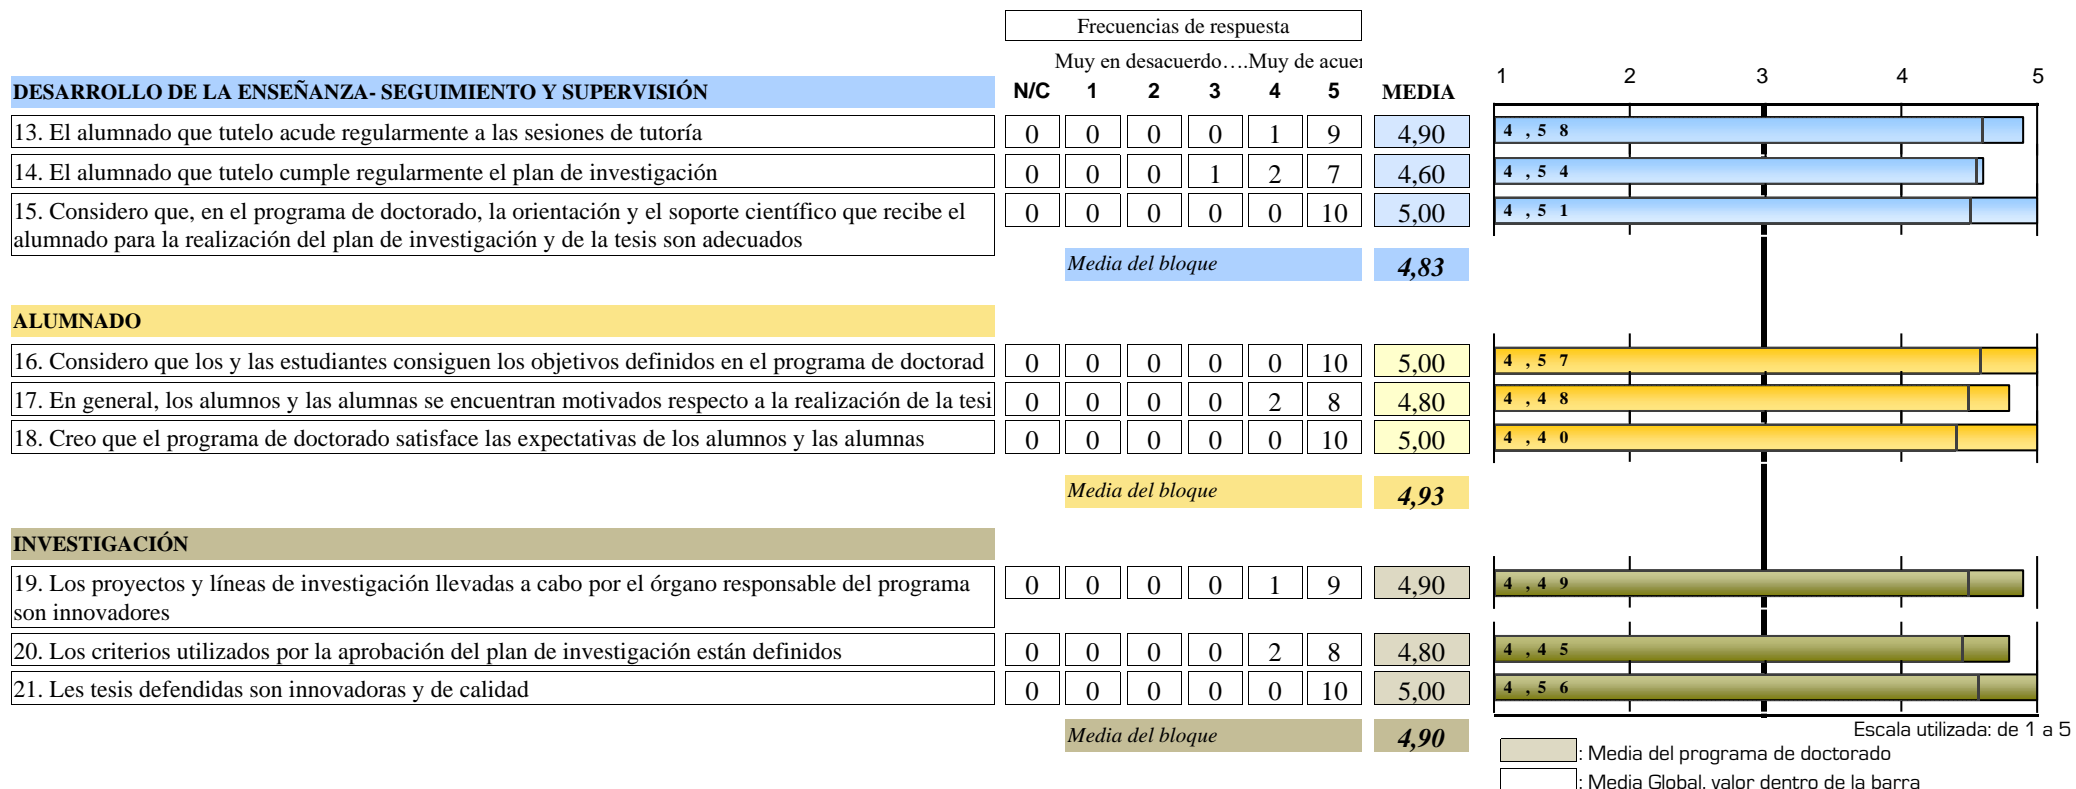 Frecuencias de respuesta
Muy en desacuerdo….Muy de acuer
DESARROLLO DE LA ENSEÑANZA- SEGUIMIENTO Y SUPERVISIÓN N/C 1 2 3 4 5 MEDIA 1 2 3 4 5
13. El alumnado que tutelo acude regularmente a las sesiones de tutoría 0 0 0 0 1 9 4,90 4,58
14. El alumnado que tutelo cumple regularmente el plan de investigación 0 0 0 1 2 7 4,60 4,54
15. Considero que, en el programa de doctorado, la orientación y el soporte científico que recibe el 0 0 0 0 0 10 5,00 4,51
alumnado para la realización del plan de investigación y de la tesis son adecuados
Media del bloque 4,83
ALUMNADO
16. Considero que los y las estudiantes consiguen los objetivos definidos en el programa de doctorad 0 0 0 0 0 10 5,00 4,57
17. En general, los alumnos y las alumnas se encuentran motivados respecto a la realización de la tesi 0 0 0 0 2 8 4,80 4,48
18. Creo que el programa de doctorado satisface las expectativas de los alumnos y las alumnas 0 0 0 0 0 10 5,00 4,40
Media del bloque 4,93
INVESTIGACIÓN
19. Los proyectos y líneas de investigación llevadas a cabo por el órgano responsable del programa 0 0 0 0 1 9 4,90 4,49
son innovadores
20. Los criterios utilizados por la aprobación del plan de investigación están definidos 0 0 0 0 2 8 4,80 4,45
21. Les tesis defendidas son innovadoras y de calidad 0 0 0 0 0 10 5,00 4,56
Media del bloque 4,90
Escala utilizada: de 1 a 5
: Media del programa de doctorado
: Media Global, valor dentro de la barra